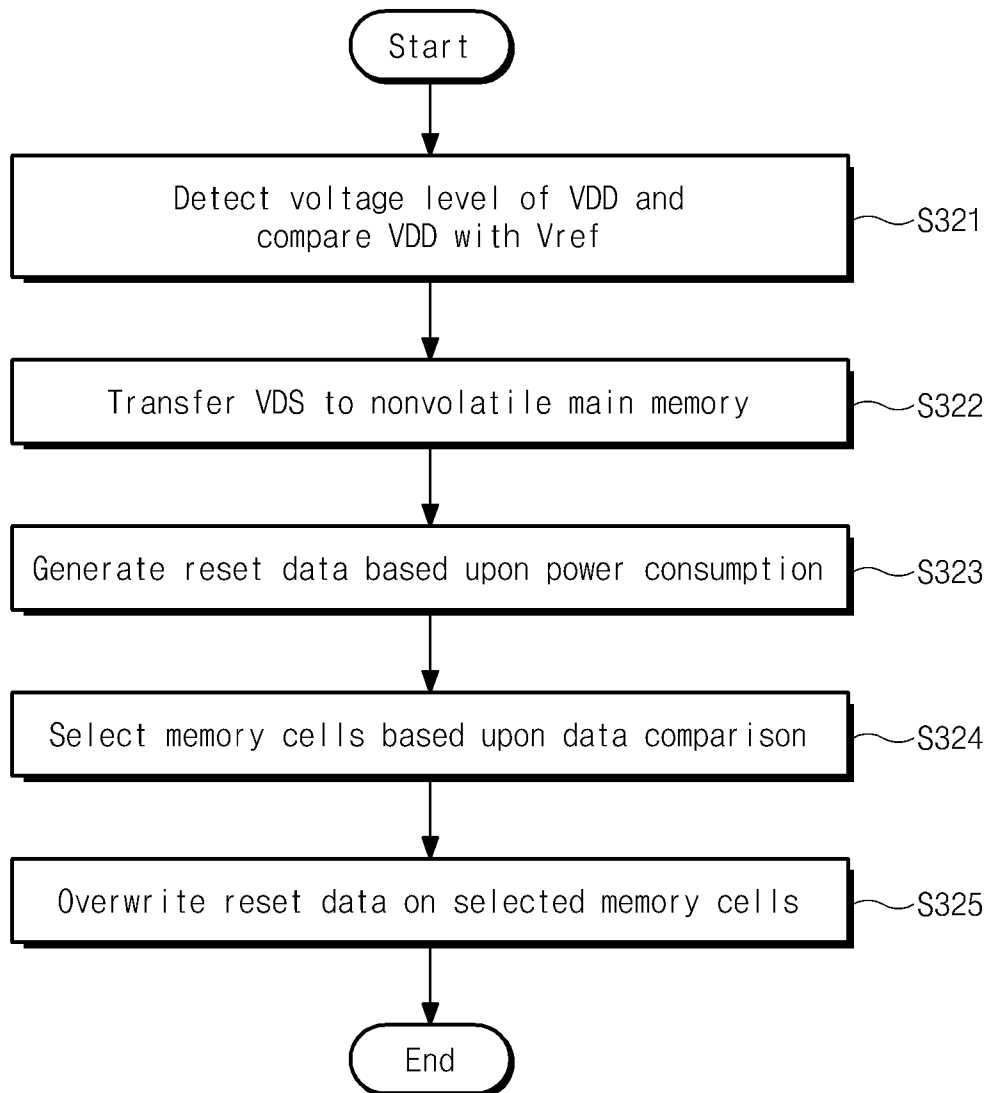 Start
Detect voltage level of VDD and
compare VDD with Vref
S321
Transfer VDS to nonvolatile main memory
S322
Generate reset data based upon power consumption
S323
Select memory cells based upon data comparison
S324
Overwrite reset data on selected memory cells
S325
End